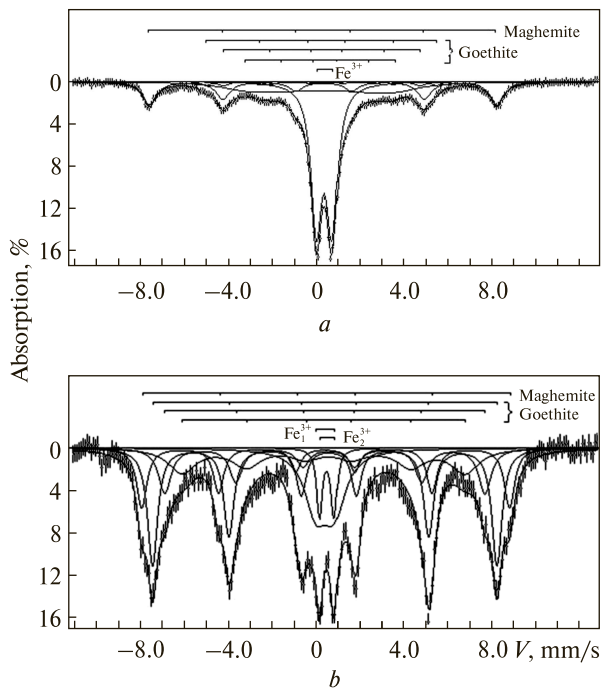 Maghemite
Goethite
Fe³⁺
0
4
8
12
16
−8.0 −4.0 0 4.0 8.0
a
Absorption, %
Maghemite
Goethite
Fe₁³⁺ Fe₂³⁺
0
4
8
12
16
−8.0 −4.0 0 4.0 8.0 V, mm/s
b